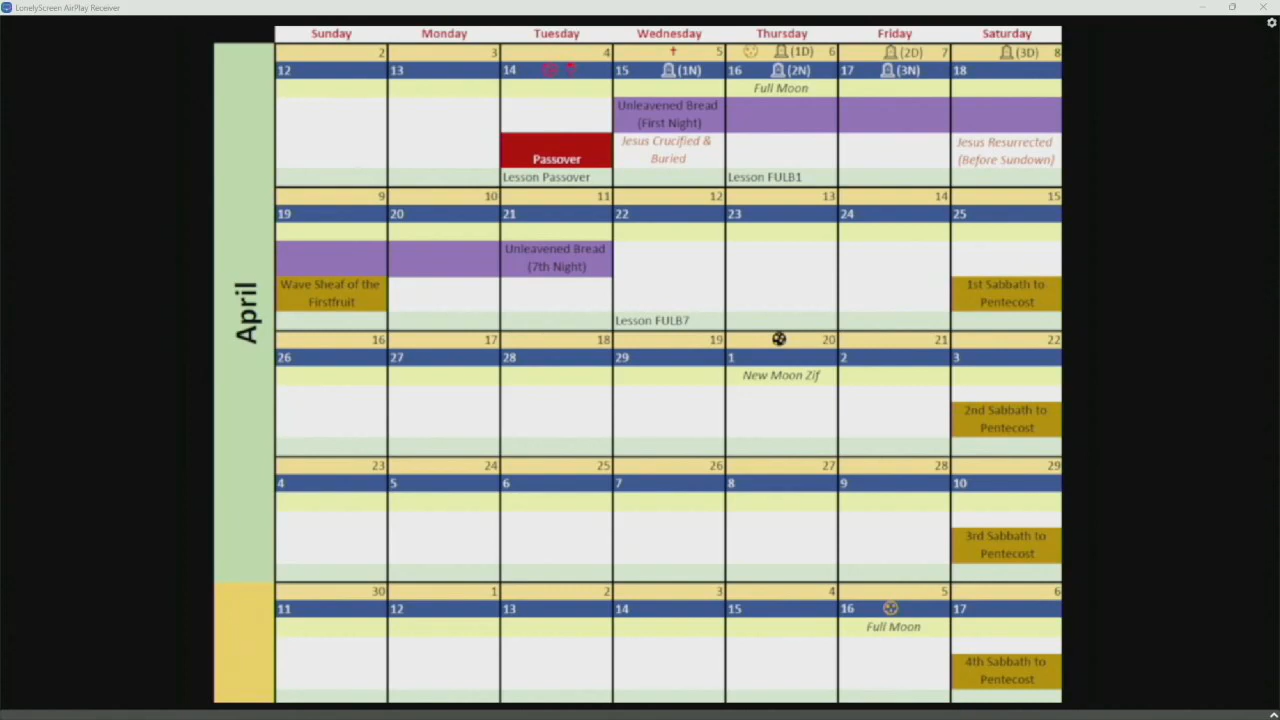 LonelyScreen AirPlay Receiver
Sunday Monday Tuesday Wednesday Thursday Friday Saturday
2 3 4 5 (1D) 6 (2D) 7 (3D) 8
12 13 14 15 (1N) 16 (2N) 17 (3N) 18
Full Moon
Unleavened Bread
(First Night)
Jesus Crucified &
Buried
Jesus Resurrected
(Before Sundown)
Passover
Lesson Passover Lesson FULB1
9 10 11 12 13 14 15
19 20 21 22 23 24 25
Unleavened Bread
(7th Night)
Wave Sheaf of the
Firstfruit
1st Sabbath to
Pentecost
Lesson FULB7
April
16 17 18 19 20 21 22
26 27 28 29 1 2 3
New Moon Zif
2nd Sabbath to
Pentecost
23 24 25 26 27 28 29
4 5 6 7 8 9 10
3rd Sabbath to
Pentecost
30 1 2 3 4 5 6
11 12 13 14 15 16 17
Full Moon
4th Sabbath to
Pentecost